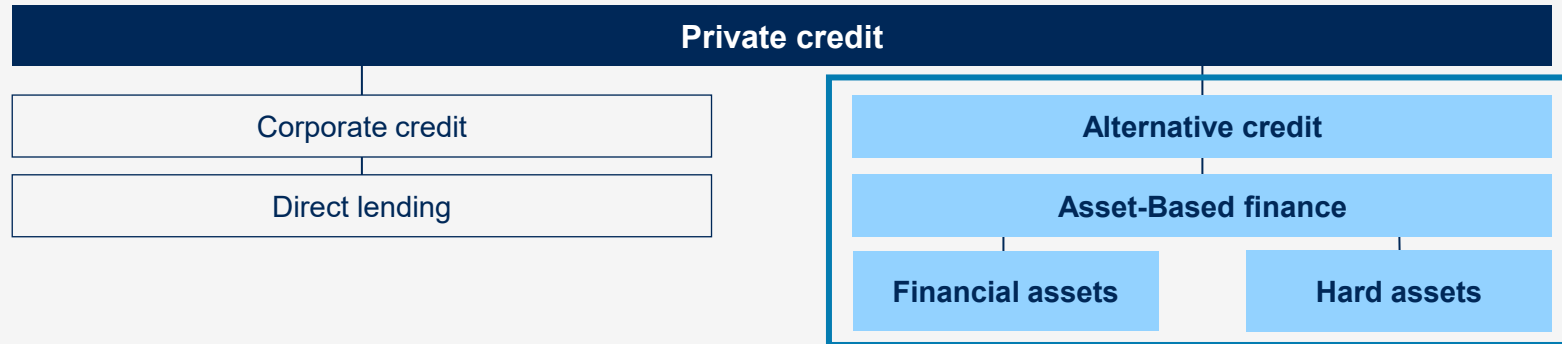 Private credit
Corporate credit
Alternative credit
Direct lending
Asset-Based finance
Financial assets
Hard assets